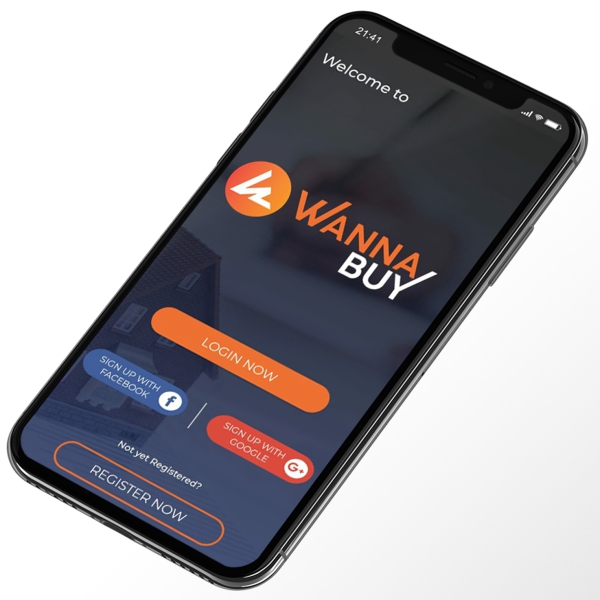 21:41
Welcome to
WANNA
BUY
LOGIN NOW
SIGN UP WITH
FACEBOOK
f
SIGN UP WITH
GOOGLE
G+
Not yet Registered?
REGISTER NOW